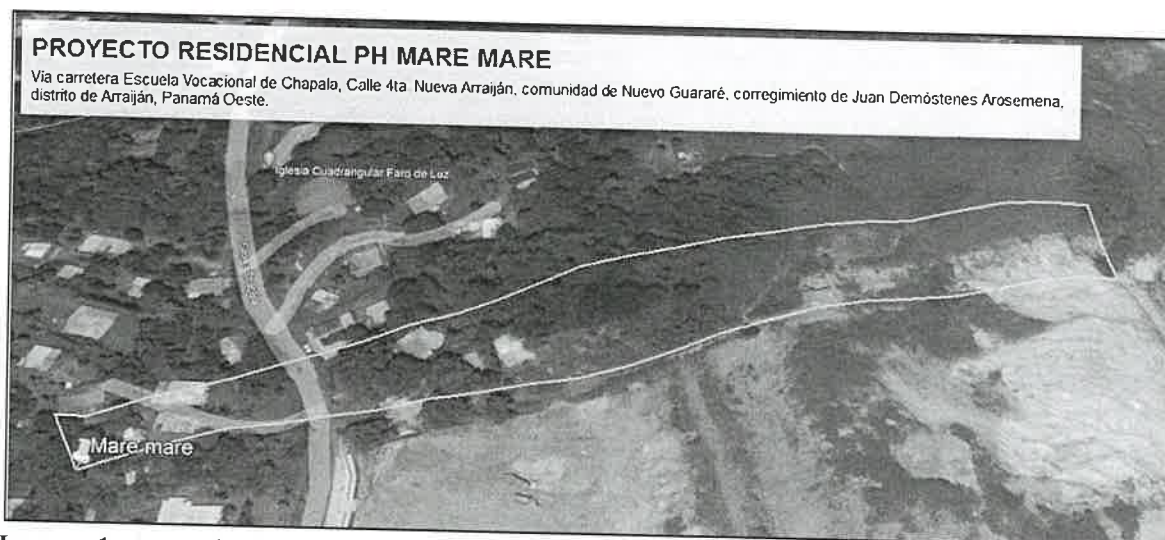 PROYECTO RESIDENCIAL PH MARE MARE
Via carretera Escuela Vocacional de Chapala, Calle 4ta Nueva Arraiján, comunidad de Nuevo Guararé, corregimiento de Juan Demóstenes Arosemena,
distrito de Arraiján, Panamá Oeste.
Iglesia Cuadrangular Faro de Luz
Mare mare